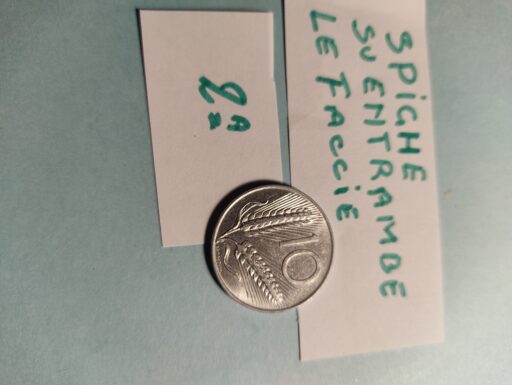 SPIGHE
SU ENTRAMBE
LE FACCIE
2ª
10